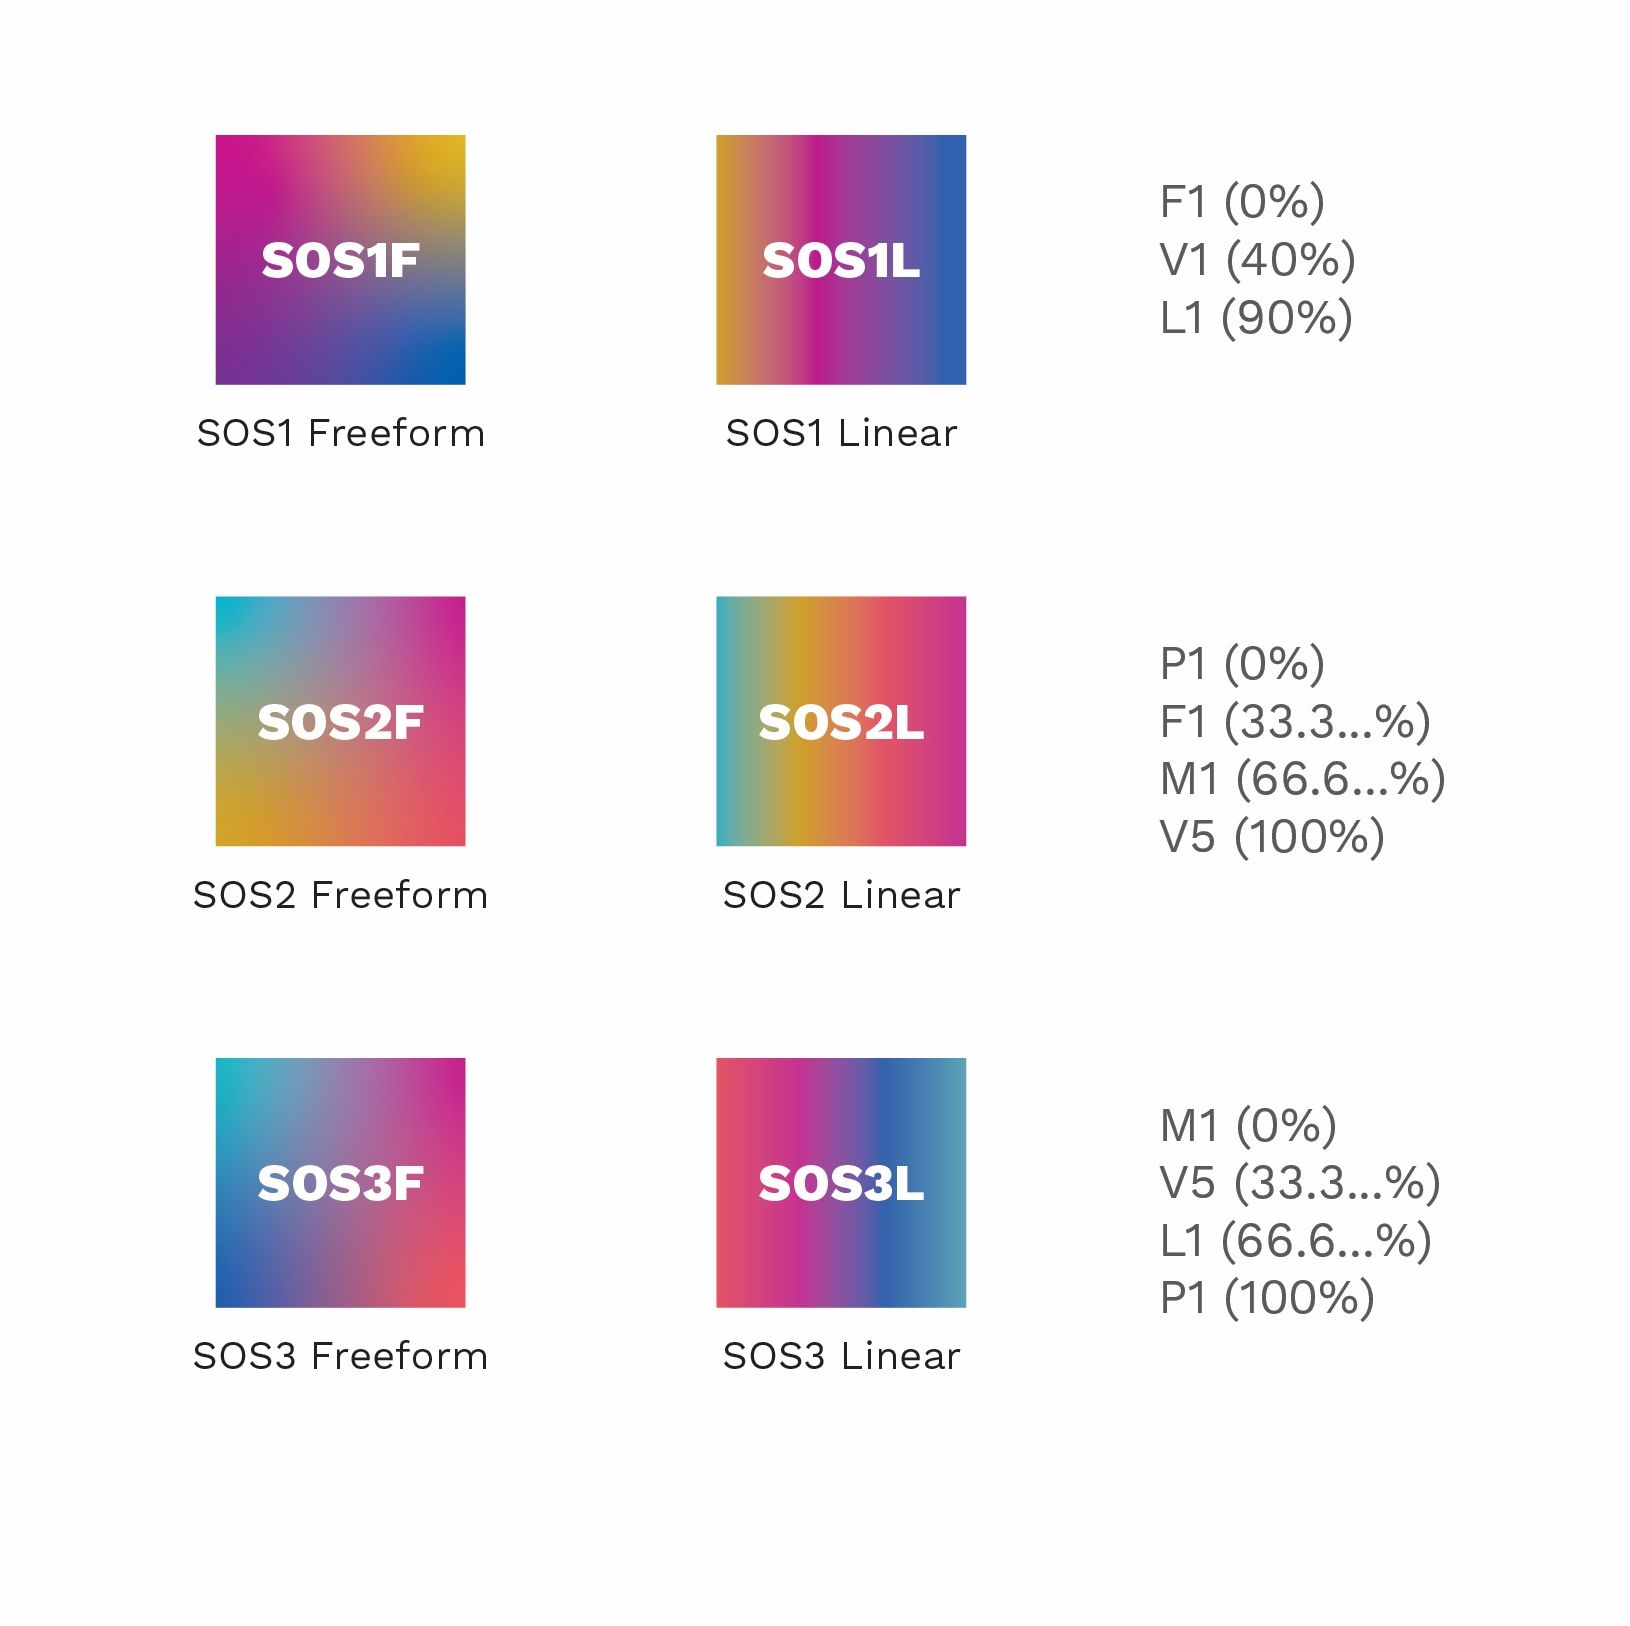 SOS1F
SOS1 Freeform
SOS1L
SOS1 Linear
F1 (0%)
V1 (40%)
L1 (90%)
SOS2F
SOS2 Freeform
SOS2L
SOS2 Linear
P1 (0%)
F1 (33.3...%)
M1 (66.6...%)
V5 (100%)
SOS3F
SOS3 Freeform
SOS3L
SOS3 Linear
M1 (0%)
V5 (33.3...%)
L1 (66.6...%)
P1 (100%)